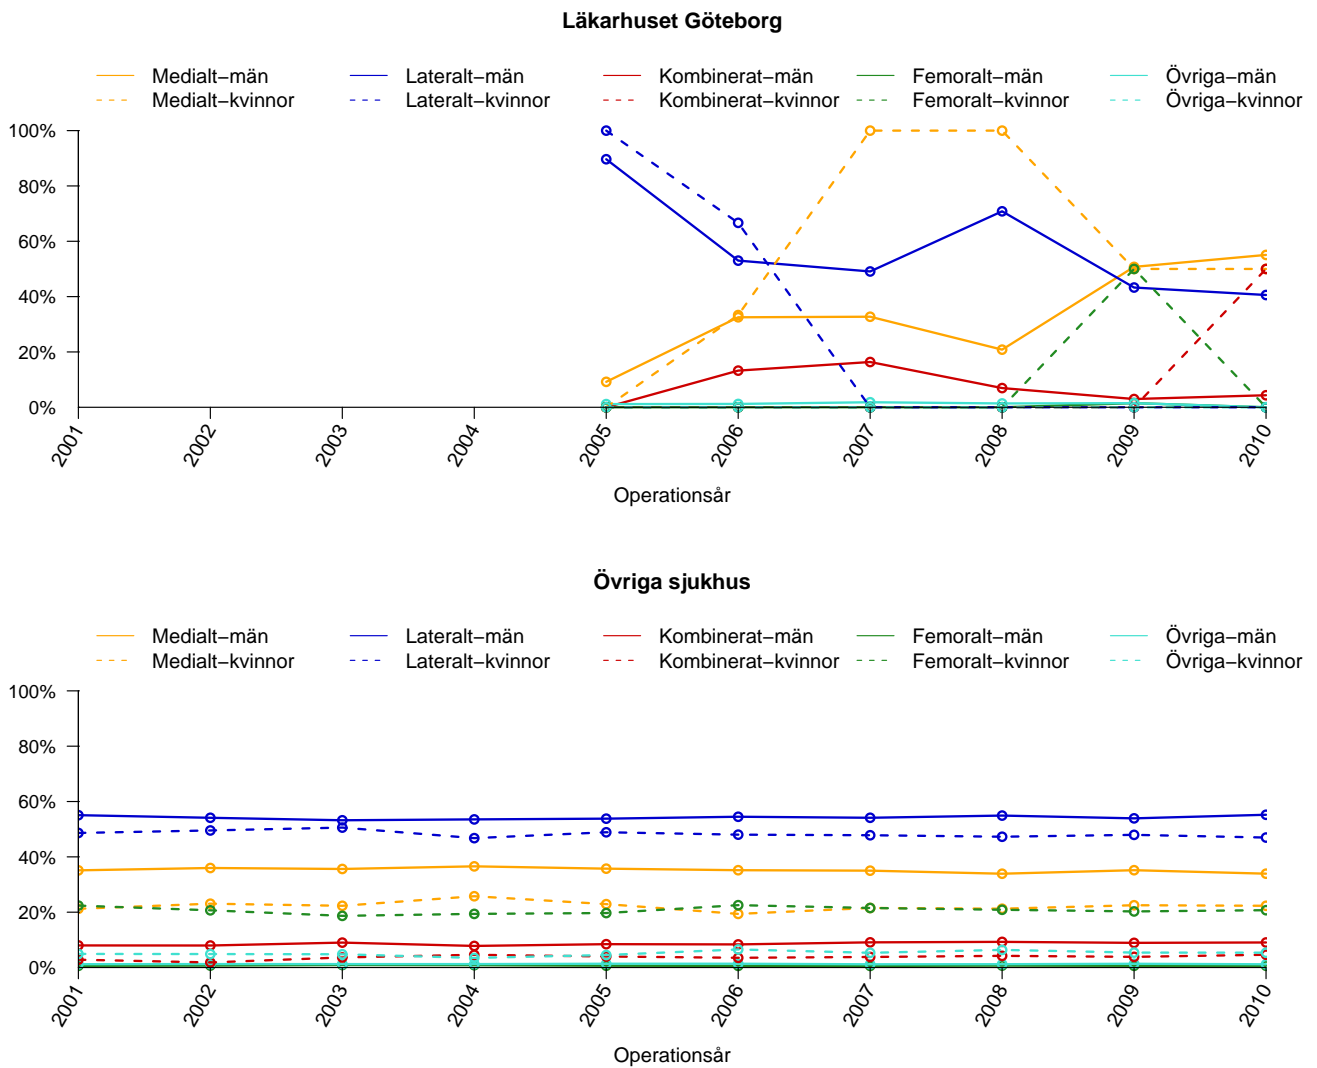 Läkarhuset Göteborg
Medialt−män Lateralt−män Kombinerat−män Femoralt−män Övriga−män
Medialt−kvinnor Lateralt−kvinnor Kombinerat−kvinnor Femoralt−kvinnor Övriga−kvinnor
100%
80%
60%
40%
20%
0%
2001 2002 2003 2004 2005 2006 2007 2008 2009 2010
Operationsår
Övriga sjukhus
Medialt−män Lateralt−män Kombinerat−män Femoralt−män Övriga−män
Medialt−kvinnor Lateralt−kvinnor Kombinerat−kvinnor Femoralt−kvinnor Övriga−kvinnor
100%
80%
60%
40%
20%
0%
2001 2002 2003 2004 2005 2006 2007 2008 2009 2010
Operationsår